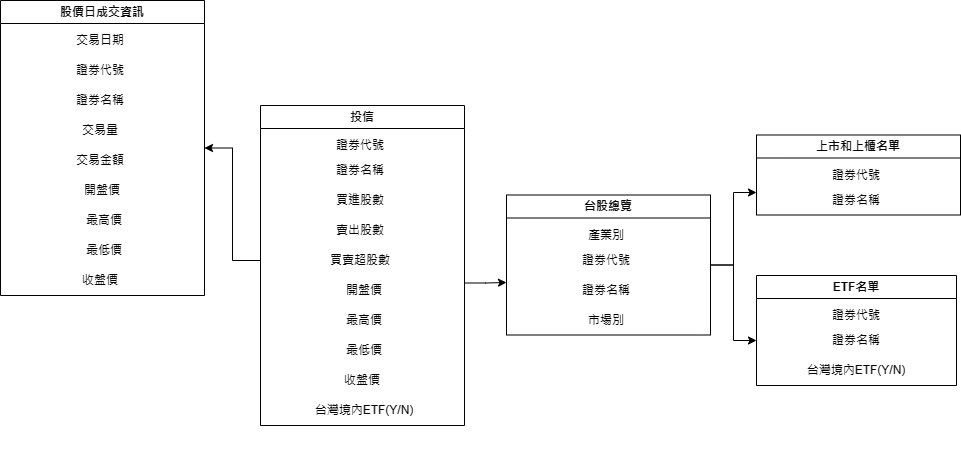 股價日成交資訊
交易日期
證券代號
證券名稱
交易量
交易金額
開盤價
最高價
最低價
收盤價
投信
證券代號
證券名稱
買進股數
賣出股數
買賣超股數
開盤價
最高價
最低價
收盤價
台灣境內ETF(Y/N)
台股總覽
產業別
證券代號
證券名稱
市場別
上市和上櫃名單
證券代號
證券名稱
ETF名單
證券代號
證券名稱
台灣境內ETF(Y/N)